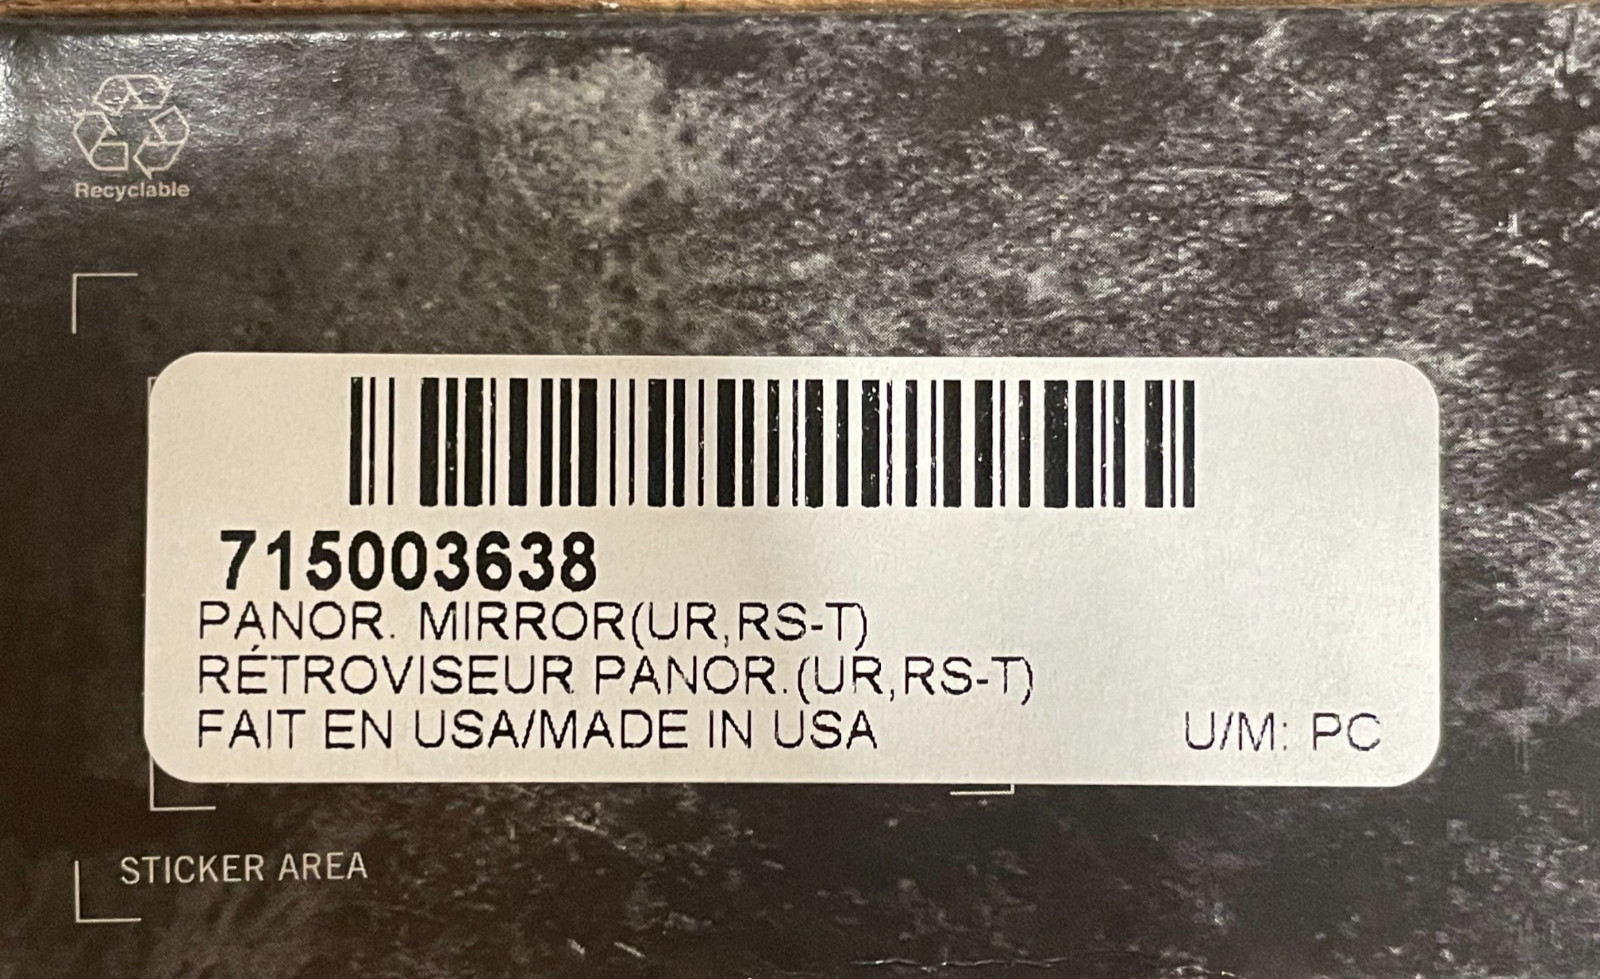 Recyclable
715003638
PANOR. MIRROR(UR,RS-T)
RÉTROVISEUR PANOR.(UR,RS-T)
FAIT EN USA/MADE IN USA U/M: PC
STICKER AREA